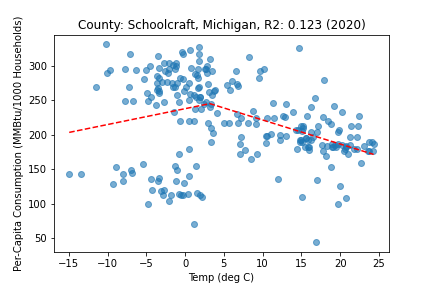 County: Schoolcraft, Michigan, R2: 0.123 (2020)
Per-Capita Consumption (MMBtu/1000 Households)
300
250
200
150
100
50
−15 −10 −5 0 5 10 15 20 25
Temp (deg C)